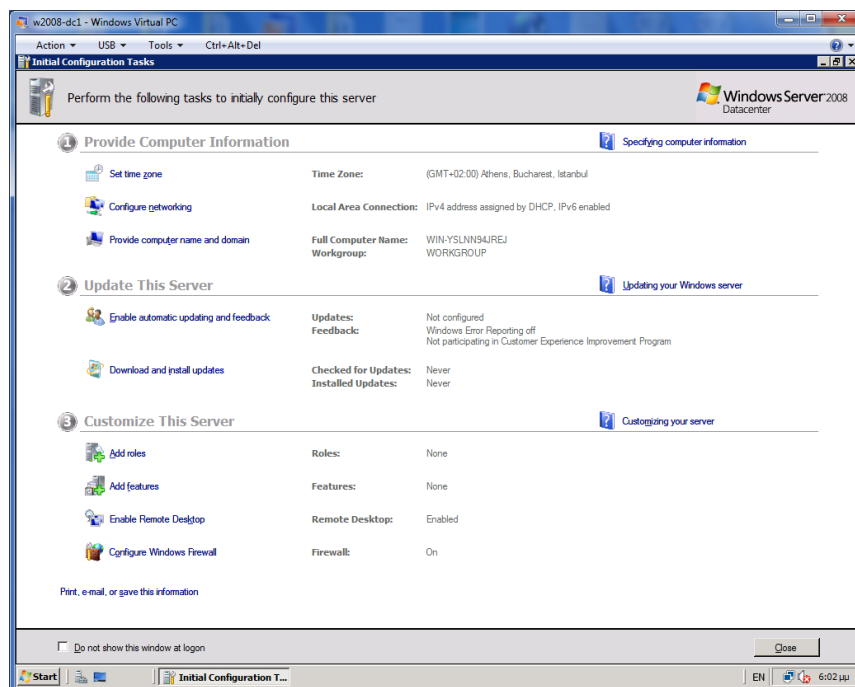 w2008-dc1 - Windows Virtual PC
Action USB Tools Ctrl+Alt+Del
Initial Configuration Tasks
Perform the following tasks to initially configure this server
Windows Server 2008
Datacenter
1 Provide Computer Information Specifying computer information
Set time zone Time Zone: (GMT+02:00) Athens, Bucharest, Istanbul
Configure networking Local Area Connection: IPv4 address assigned by DHCP, IPv6 enabled
Provide computer name and domain Full Computer Name: WIN-YSLNN94JREJ
Workgroup: WORKGROUP
2 Update This Server Updating your Windows server
Enable automatic updating and feedback Updates: Not configured
Feedback: Windows Error Reporting off
Not participating in Customer Experience Improvement Program
Download and install updates Checked for Updates: Never
Installed Updates: Never
3 Customize This Server Customizing your server
Add roles Roles: None
Add features Features: None
Enable Remote Desktop Remote Desktop: Enabled
Configure Windows Firewall Firewall: On
Print, e-mail, or save this information
Do not show this window at logon Close
Start Initial Configuration T... EN 6:02 μμ